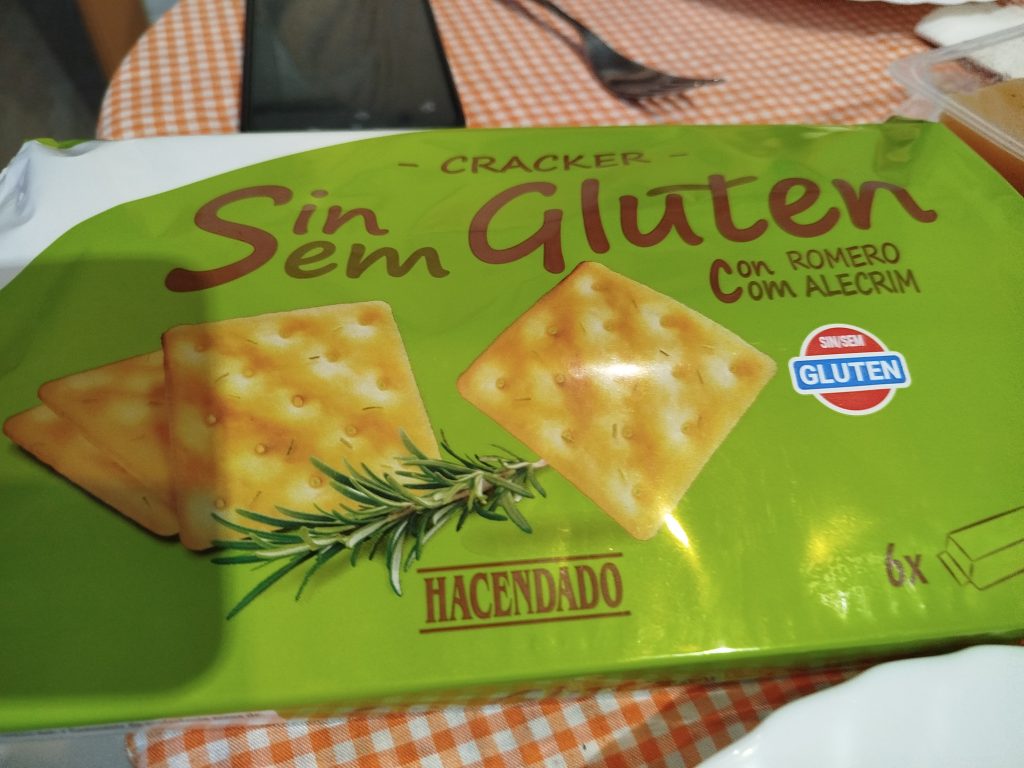 - CRACKER -
Sin Gluten
Sem
Con ROMERO
Com ALECRIM
SIN/SEM
GLUTEN
HACENDADO
6x